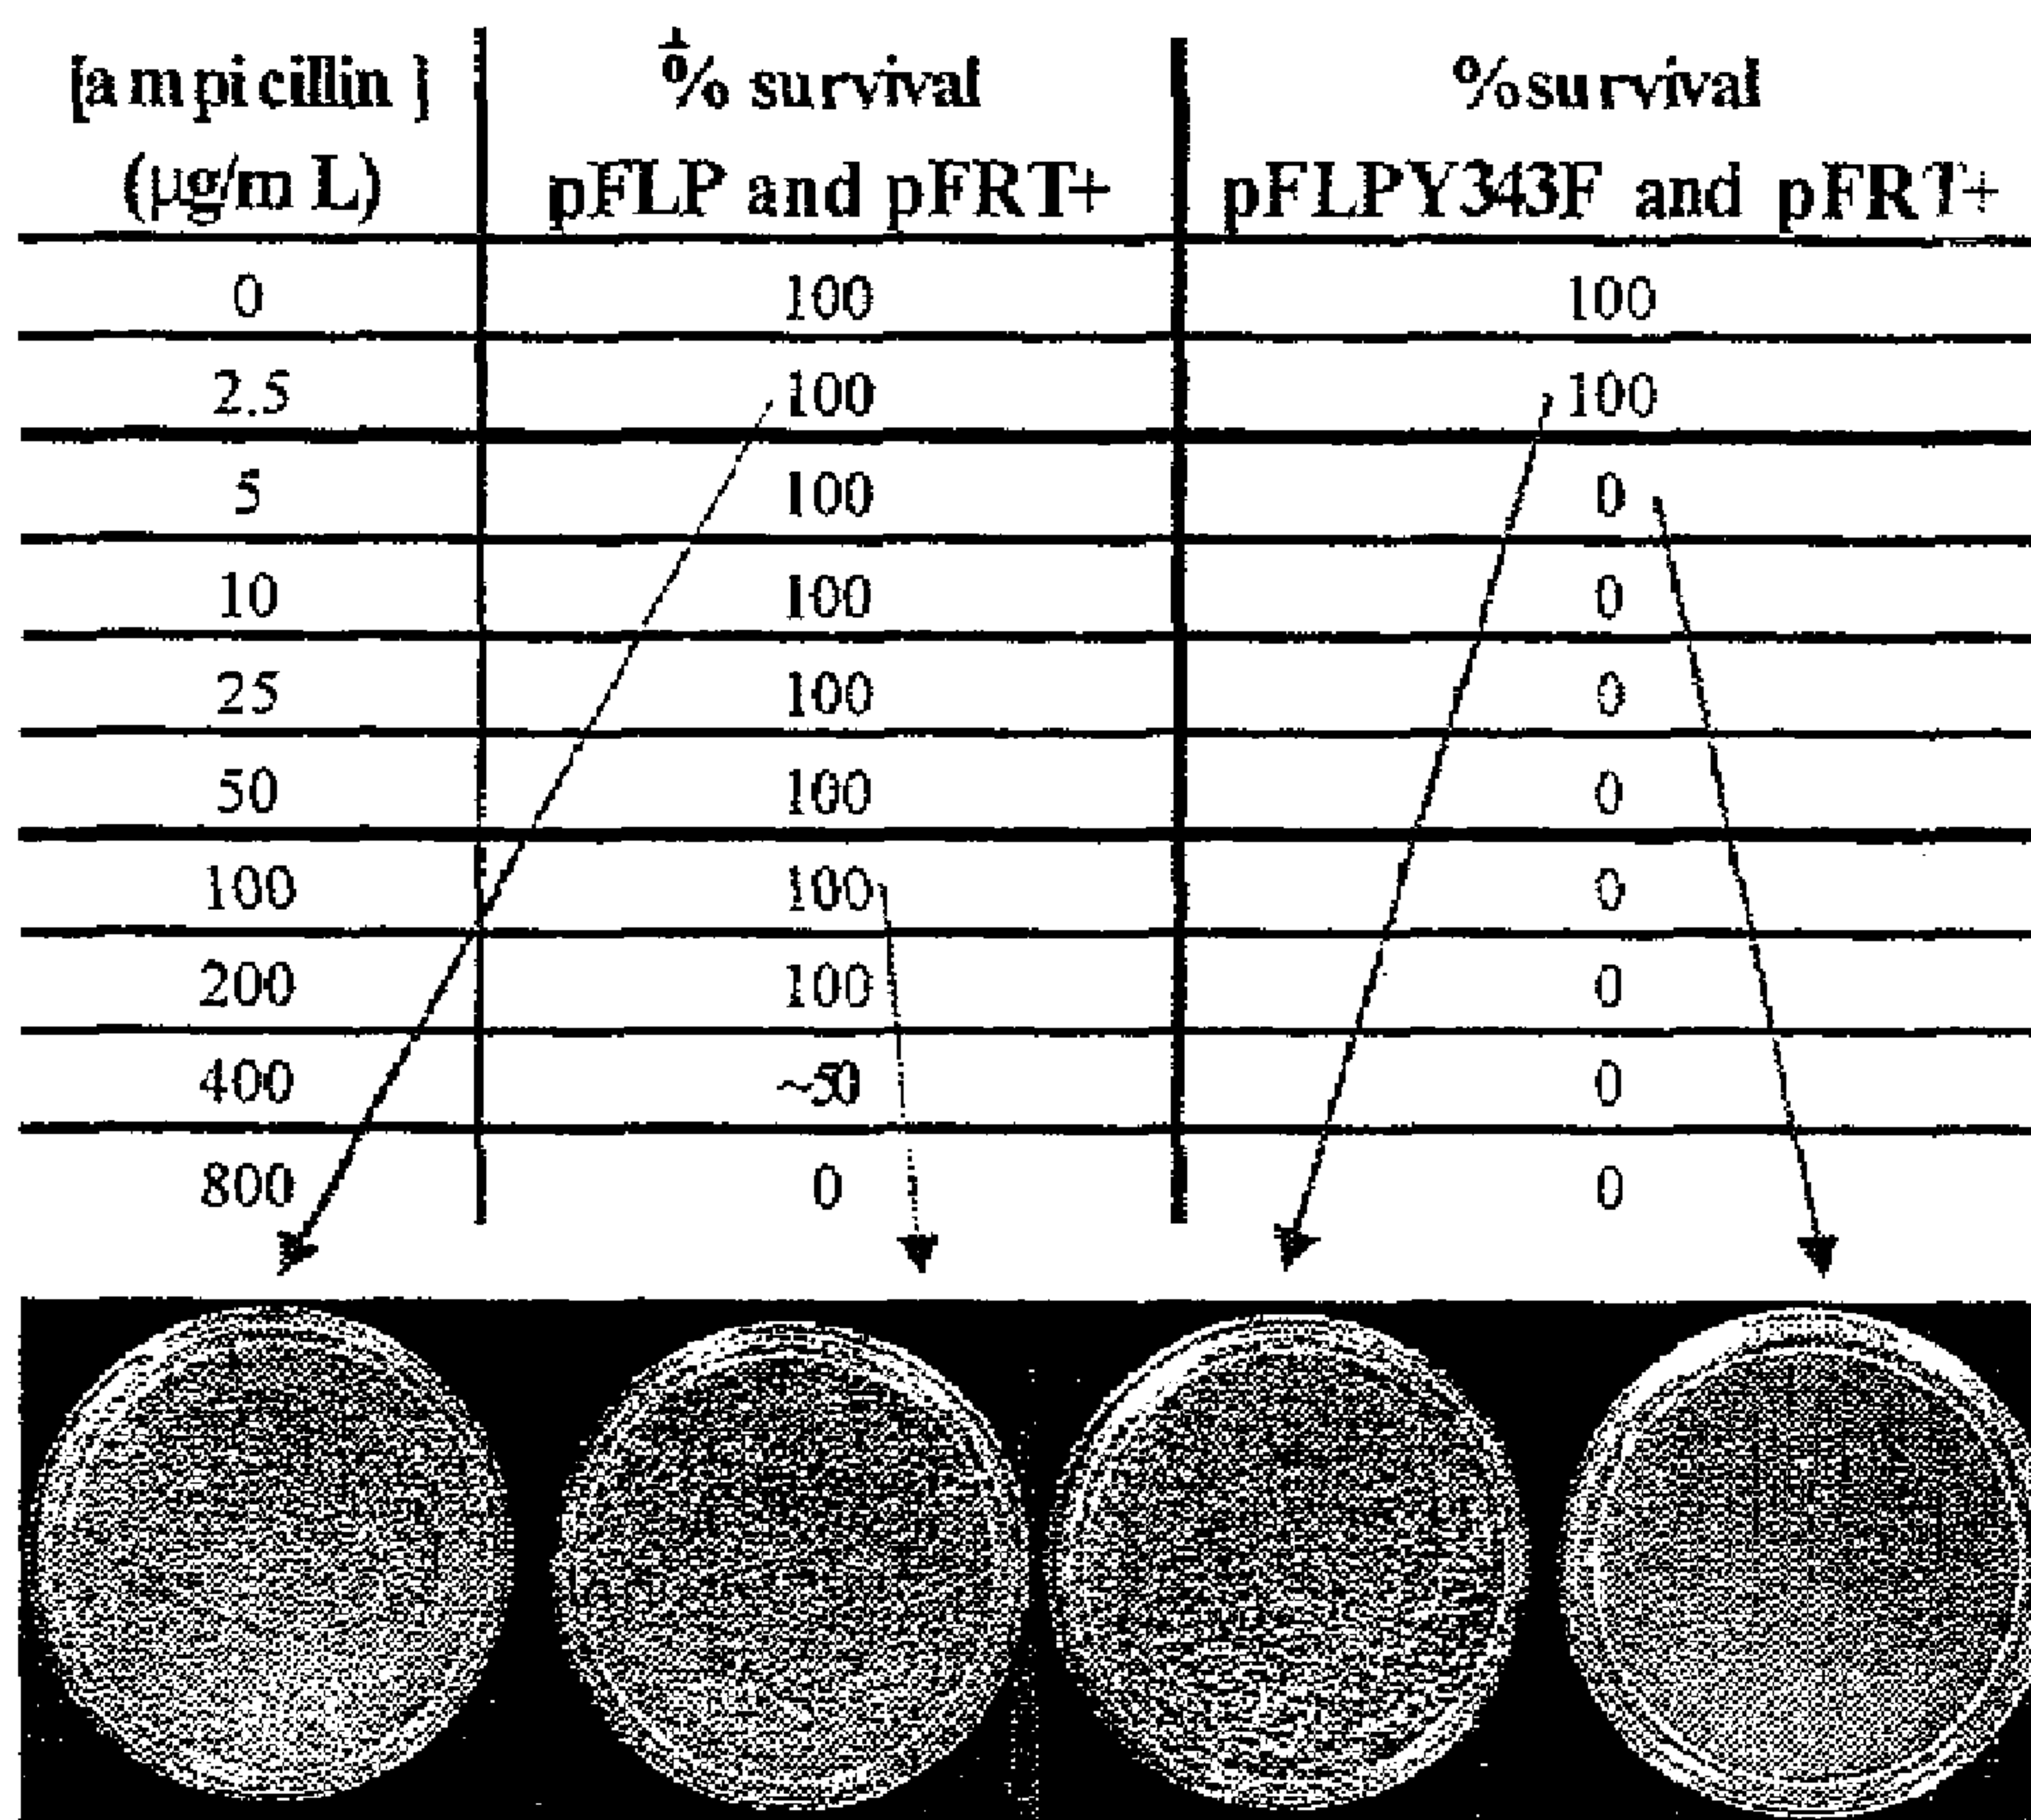 [ampicillin] % survival %survival
(µg/mL) pFLP and pFRT+ pFLPY343F and pFRT+
0 100 100
2.5 100 100
5 100 0
10 100 0
25 100 0
50 100 0
100 100 0
200 100 0
400 ~50 0
800 0 0